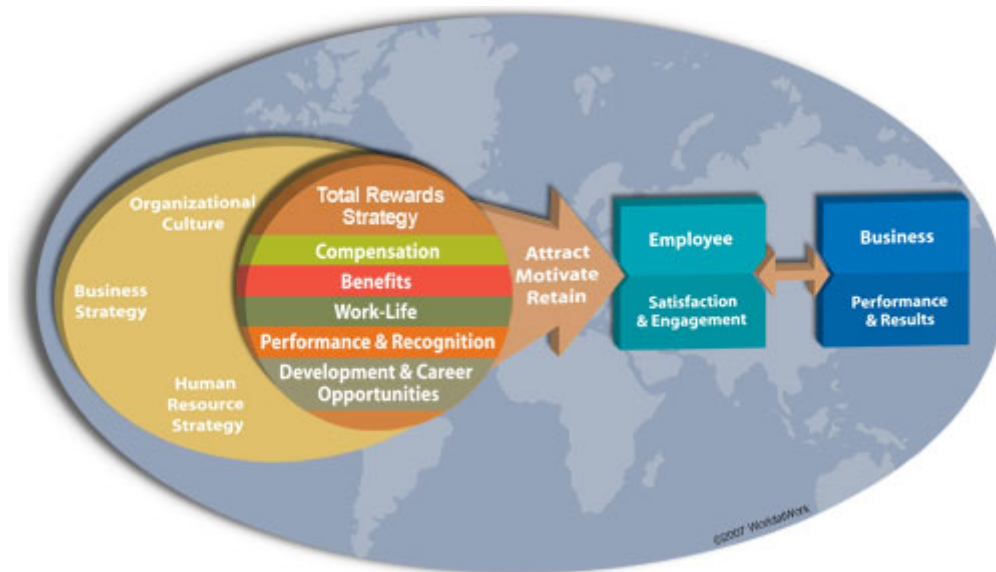 Organizational
Culture
Business
Strategy
Human
Resource
Strategy
Total Rewards
Strategy
Compensation
Benefits
Work-Life
Performance & Recognition
Development & Career
Opportunities
Attract
Motivate
Retain
Employee
Satisfaction
& Engagement
Business
Performance
& Results
©2007 WorldatWork